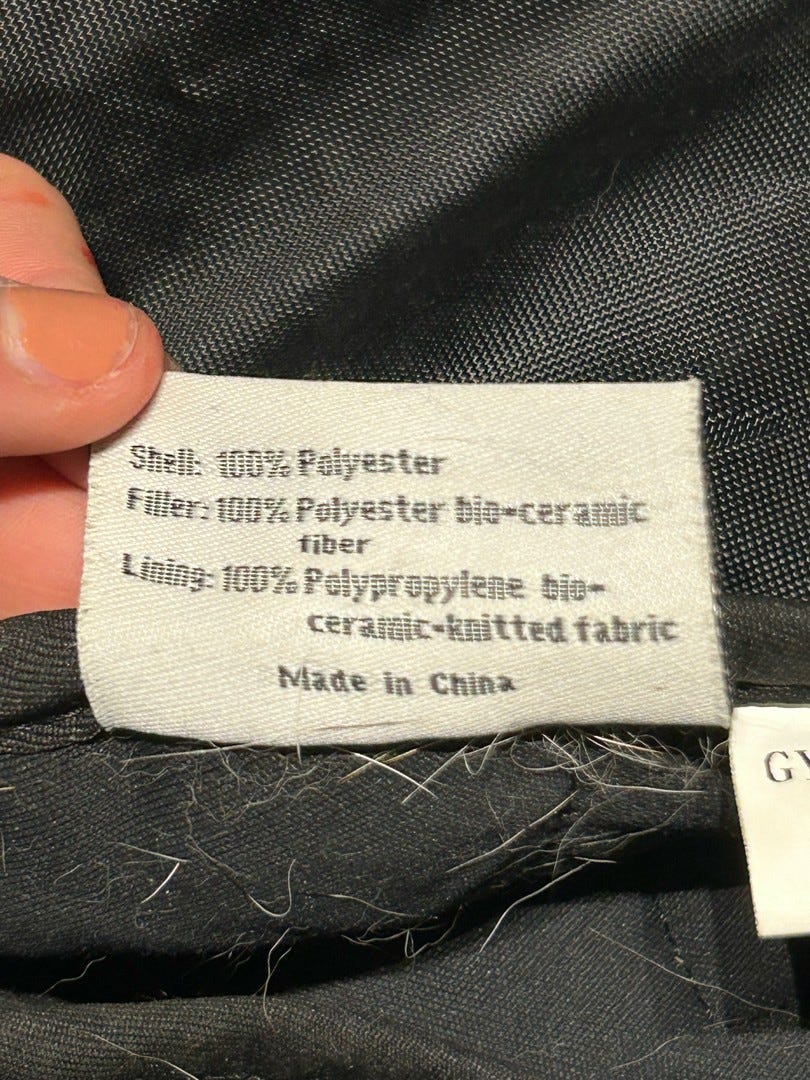 Shell: 100% Polyester
Filler: 100% Polyester bio-ceramic
fiber
Lining: 100% Polypropylene bio-
ceramic-knitted fabric
Made in China